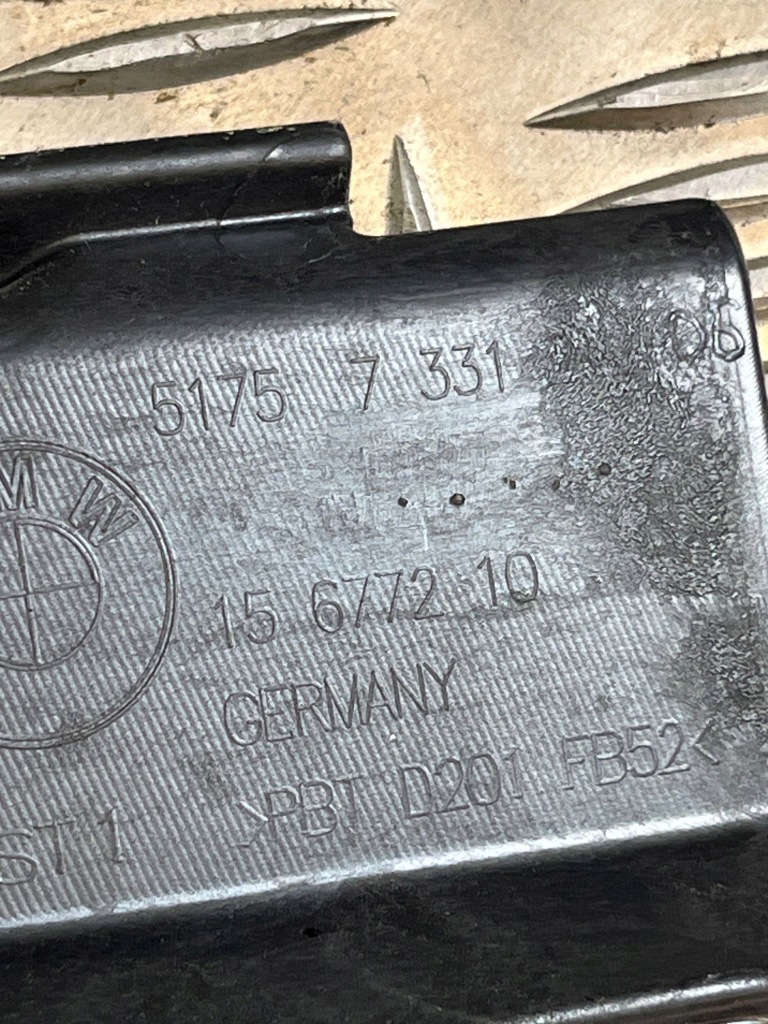 5175 7 331 06
BMW
15 6772 10
GERMANY
>PBT D201 FB52<
ST 1